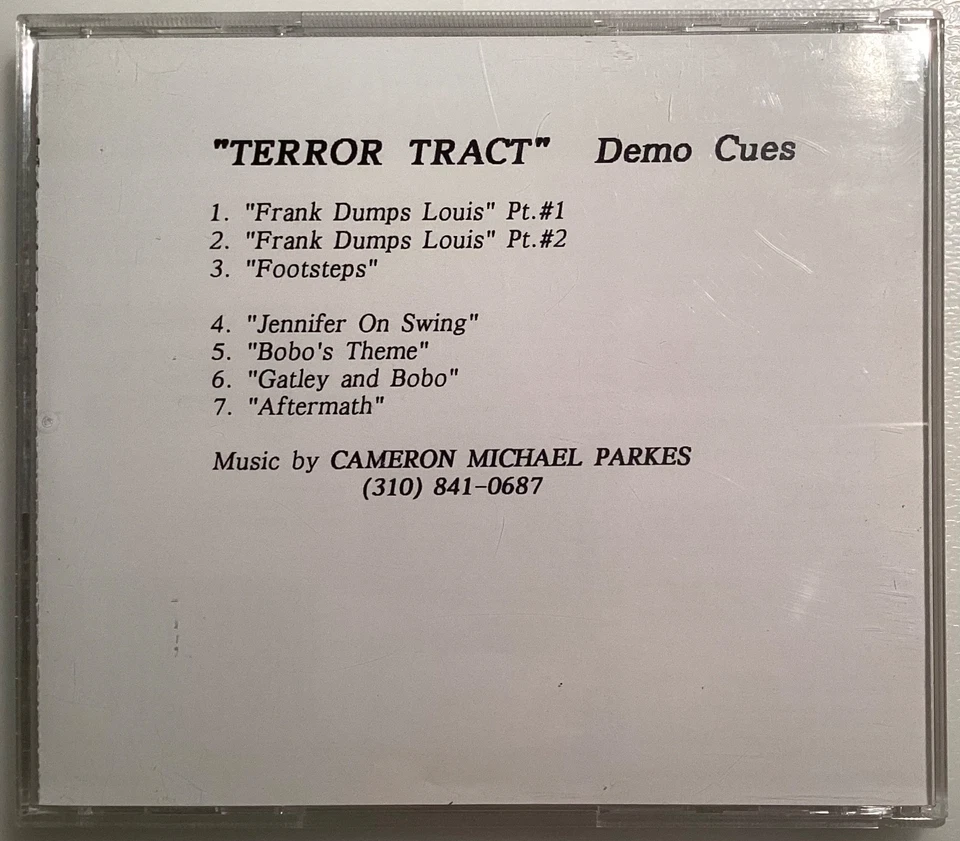 "TERROR TRACT" Demo Cues
1. "Frank Dumps Louis" Pt.#1
2. "Frank Dumps Louis" Pt.#2
3. "Footsteps"
4. "Jennifer On Swing"
5. "Bobo's Theme"
6. "Gatley and Bobo"
7. "Aftermath"
Music by CAMERON MICHAEL PARKES
(310) 841-0687